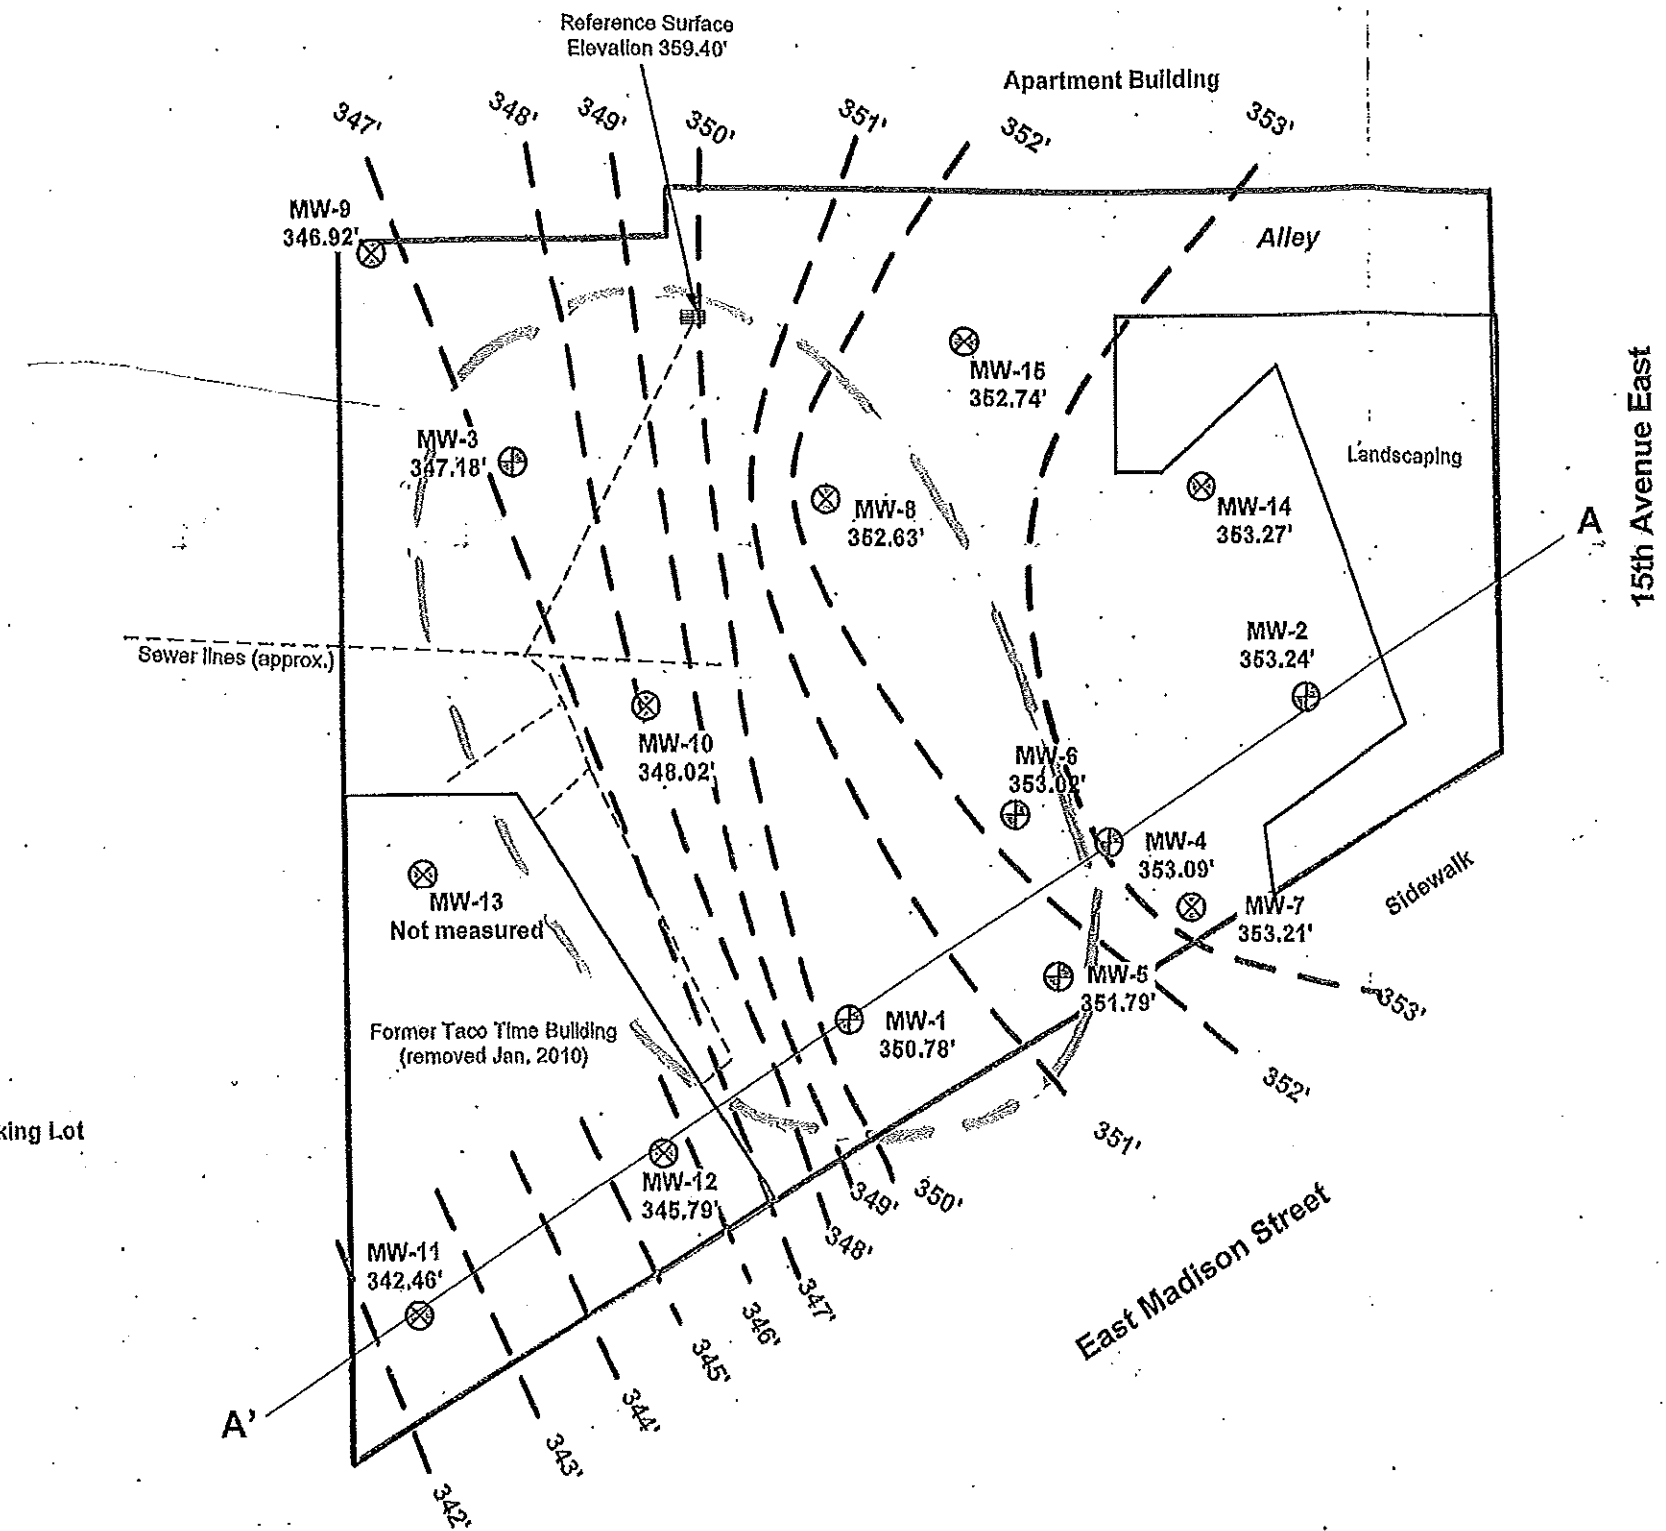 Reference Surface
Elevation 359.40'
Apartment Building
347'
348'
349'
350'
351'
352'
353'
MW-9
346.92'
Alley
MW-15
352.74'
MW-3
347.18'
Landscaping
MW-8
352.63'
MW-14
353.27'
A
15th Avenue East
MW-2
353.24'
Sewer lines (approx.)
MW-10
348.02'
MW-6
353.02'
MW-4
353.09'
MW-13
Not measured
MW-7
353.21'
Sidewalk
MW-5
351.79'
353'
MW-1
350.78'
Former Taco Time Building
(removed Jan. 2010)
352'
king Lot
351'
MW-12
345.79'
349'
350'
348'
East Madison Street
MW-11
342.46'
347'
346'
345'
344'
A'
343'
342'